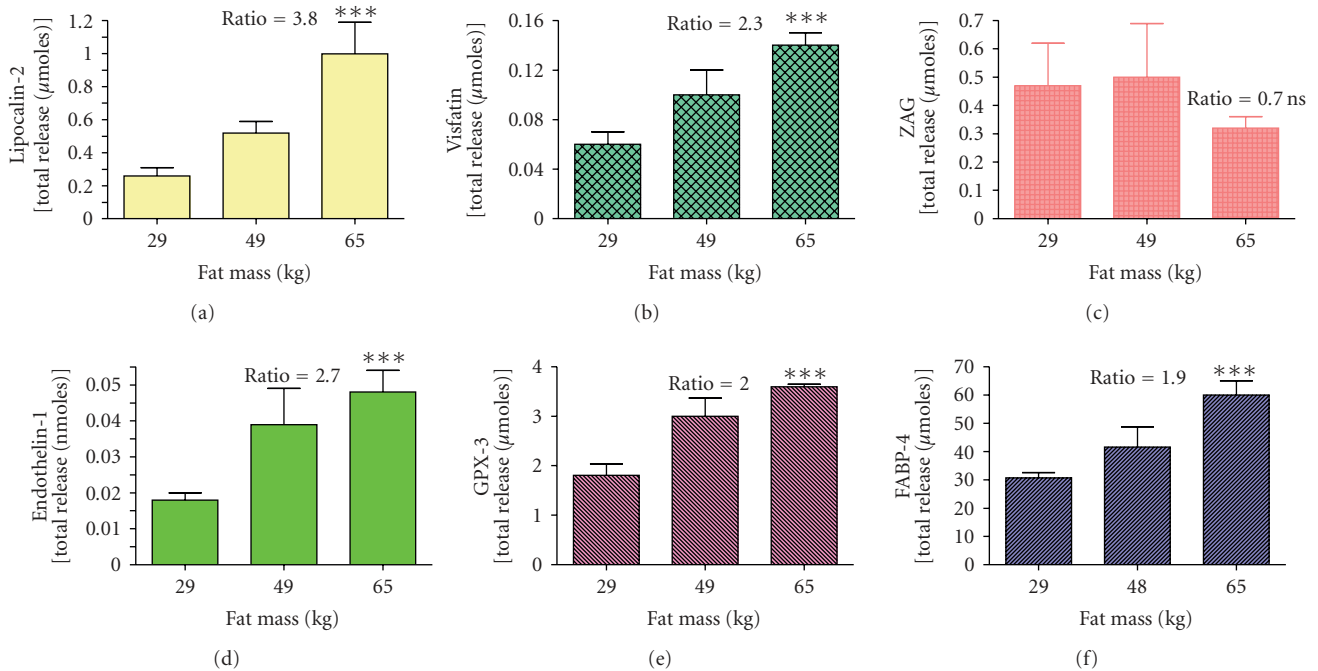 Lipocalin-2
[total release (μmoles)]
1.2
1
0.8
0.6
0.4
0.2
0
Ratio = 3.8
***
29 49 65
Fat mass (kg)
(a)
Visfatin
[total release (μmoles)]
0.16
0.12
0.08
0.04
0
Ratio = 2.3
***
29 49 65
Fat mass (kg)
(b)
ZAG
[total release (μmoles)]
0.7
0.6
0.5
0.4
0.3
0.2
0.1
0
Ratio = 0.7 ns
29 49 65
Fat mass (kg)
(c)
Endothelin-1
[total release (nmoles)]
0.05
0.04
0.03
0.02
0.01
0
Ratio = 2.7
***
29 49 65
Fat mass (kg)
(d)
GPX-3
[total release (μmoles)]
4
3
2
1
0
Ratio = 2
***
29 49 65
Fat mass (kg)
(e)
FABP-4
[total release (μmoles)]
70
60
50
40
30
20
10
0
Ratio = 1.9
***
29 48 65
Fat mass (kg)
(f)